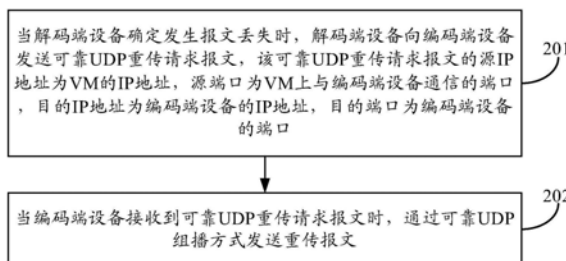 当解码端设备确定发生报文丢失时，解码端设备向编码端设备
发送可靠UDP重传请求报文，该可靠UDP重传请求报文的源IP
地址为VM的IP地址，源端口为VM上与编码端设备通信的端口
，目的IP地址为编码端设备的IP地址，目的端口为编码端设备
的端口
201
当编码端设备接收到可靠UDP重传请求报文时，通过可靠UDP
组播方式发送重传报文
202